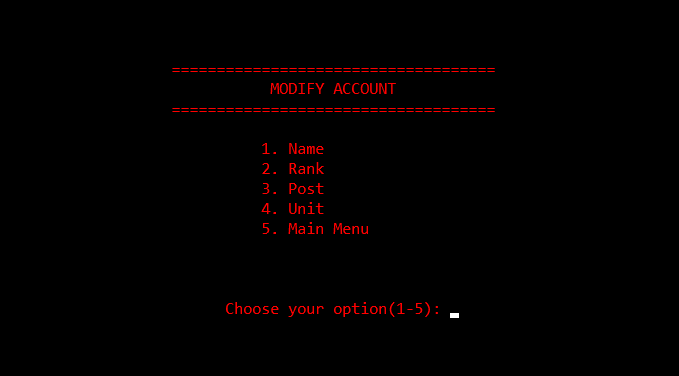 ====================================
MODIFY ACCOUNT
====================================
1. Name
2. Rank
3. Post
4. Unit
5. Main Menu
Choose your option(1-5):